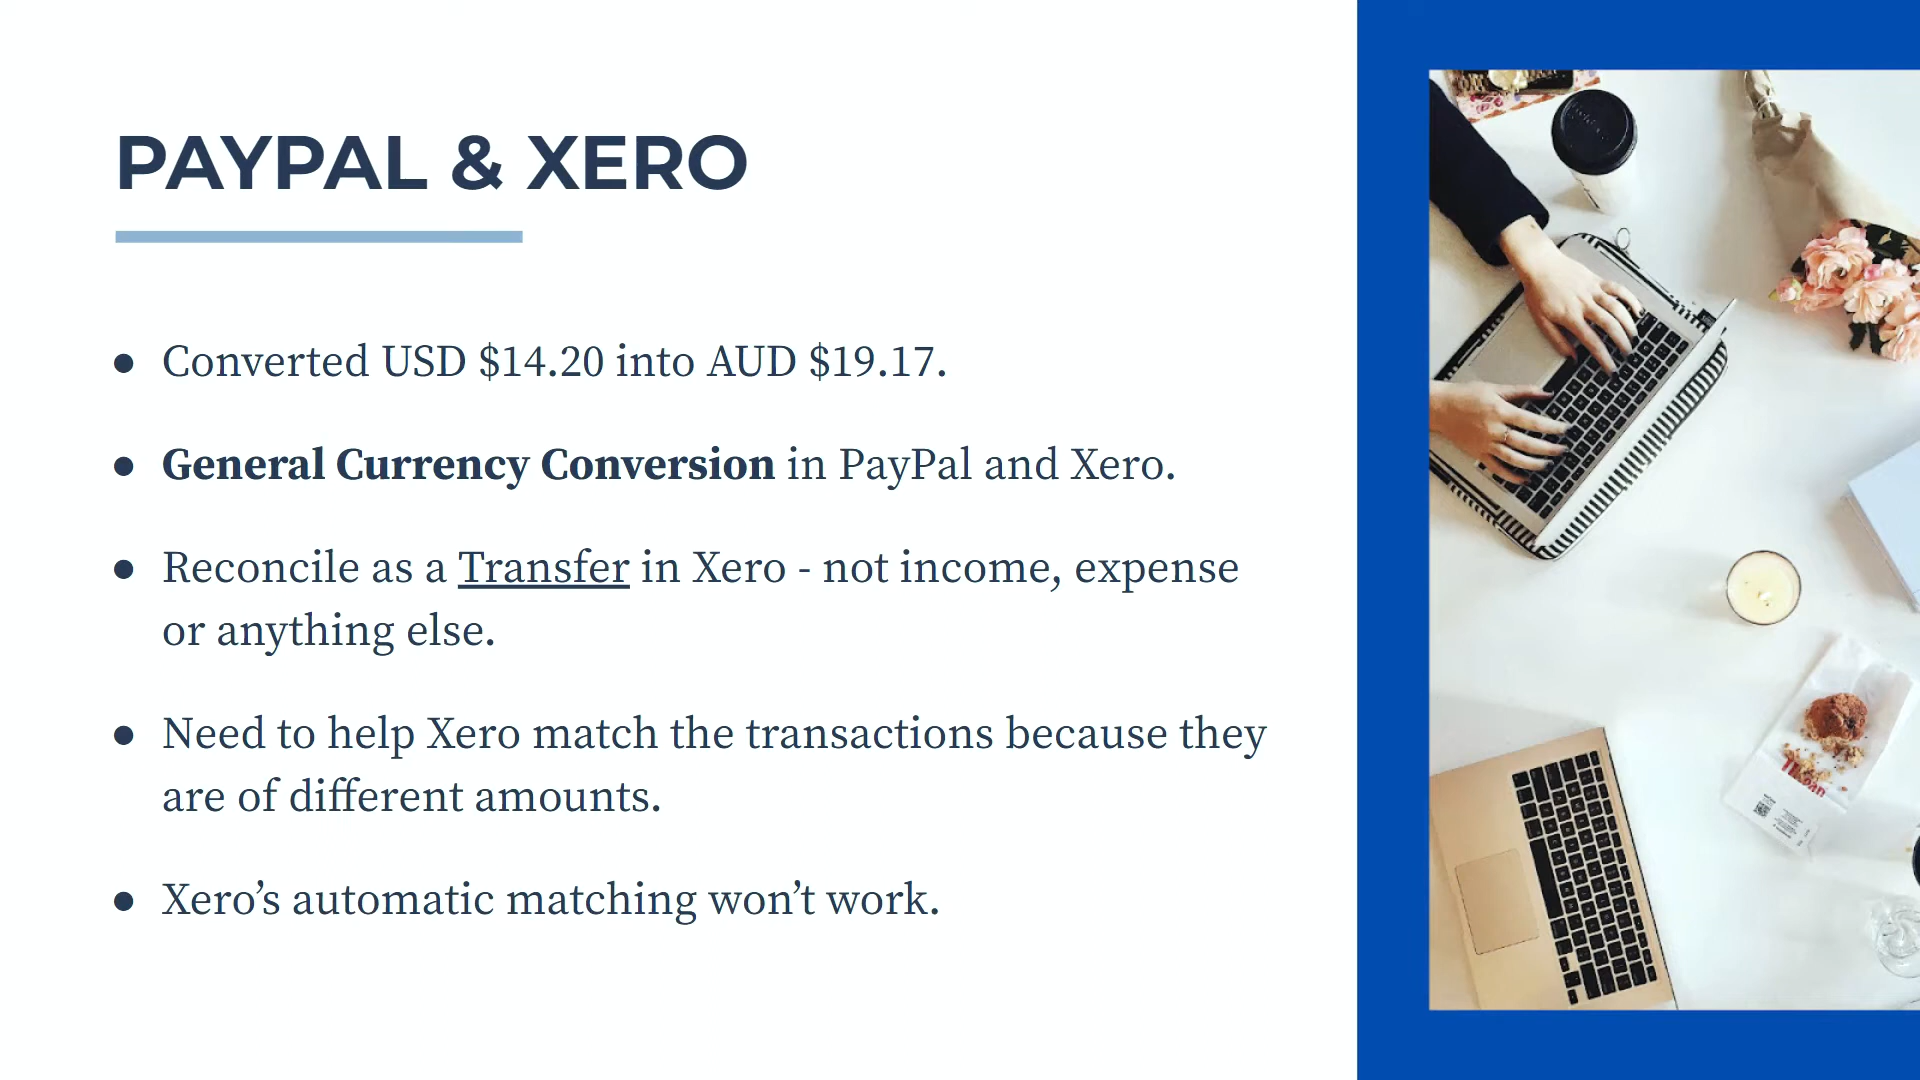 PAYPAL & XERO
● Converted USD $14.20 into AUD $19.17.
● General Currency Conversion in PayPal and Xero.
● Reconcile as a Transfer in Xero - not income, expense
or anything else.
● Need to help Xero match the transactions because they
are of different amounts.
● Xero’s automatic matching won’t work.